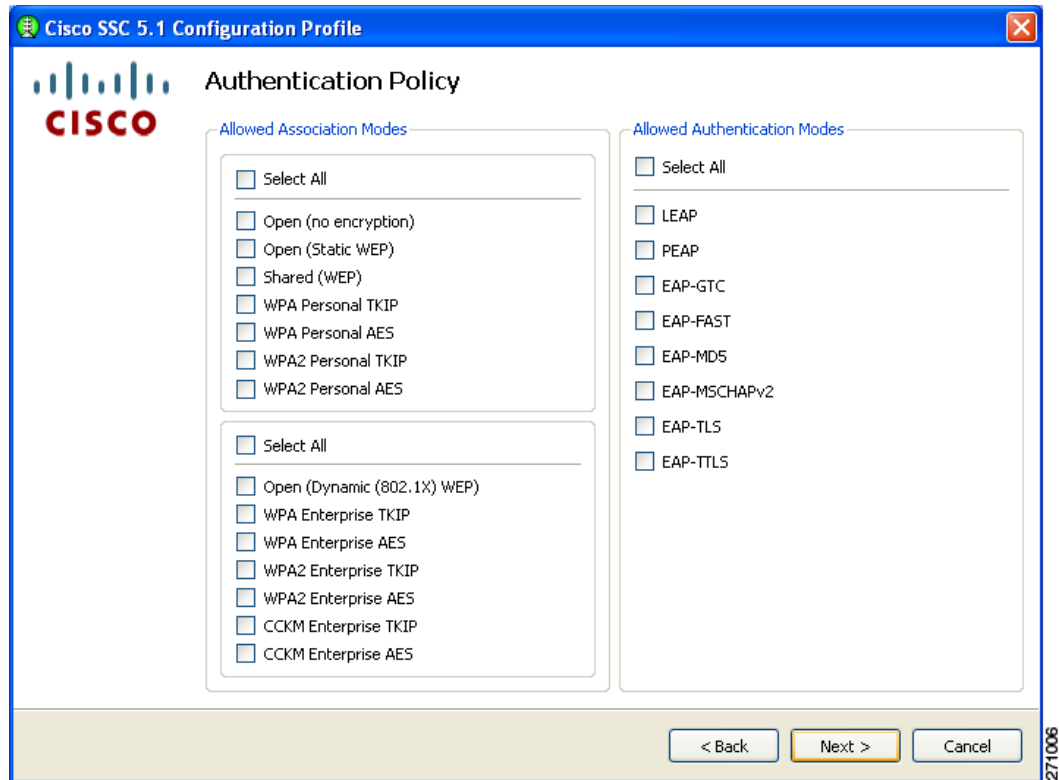 Cisco SSC 5.1 Configuration Profile
CISCO
Authentication Policy
Allowed Association Modes
Select All
Open (no encryption)
Open (Static WEP)
Shared (WEP)
WPA Personal TKIP
WPA Personal AES
WPA2 Personal TKIP
WPA2 Personal AES
Select All
Open (Dynamic (802.1X) WEP)
WPA Enterprise TKIP
WPA Enterprise AES
WPA2 Enterprise TKIP
WPA2 Enterprise AES
CCKM Enterprise TKIP
CCKM Enterprise AES
Allowed Authentication Modes
Select All
LEAP
PEAP
EAP-GTC
EAP-FAST
EAP-MD5
EAP-MSCHAPv2
EAP-TLS
EAP-TTLS
< Back
Next >
Cancel
271006